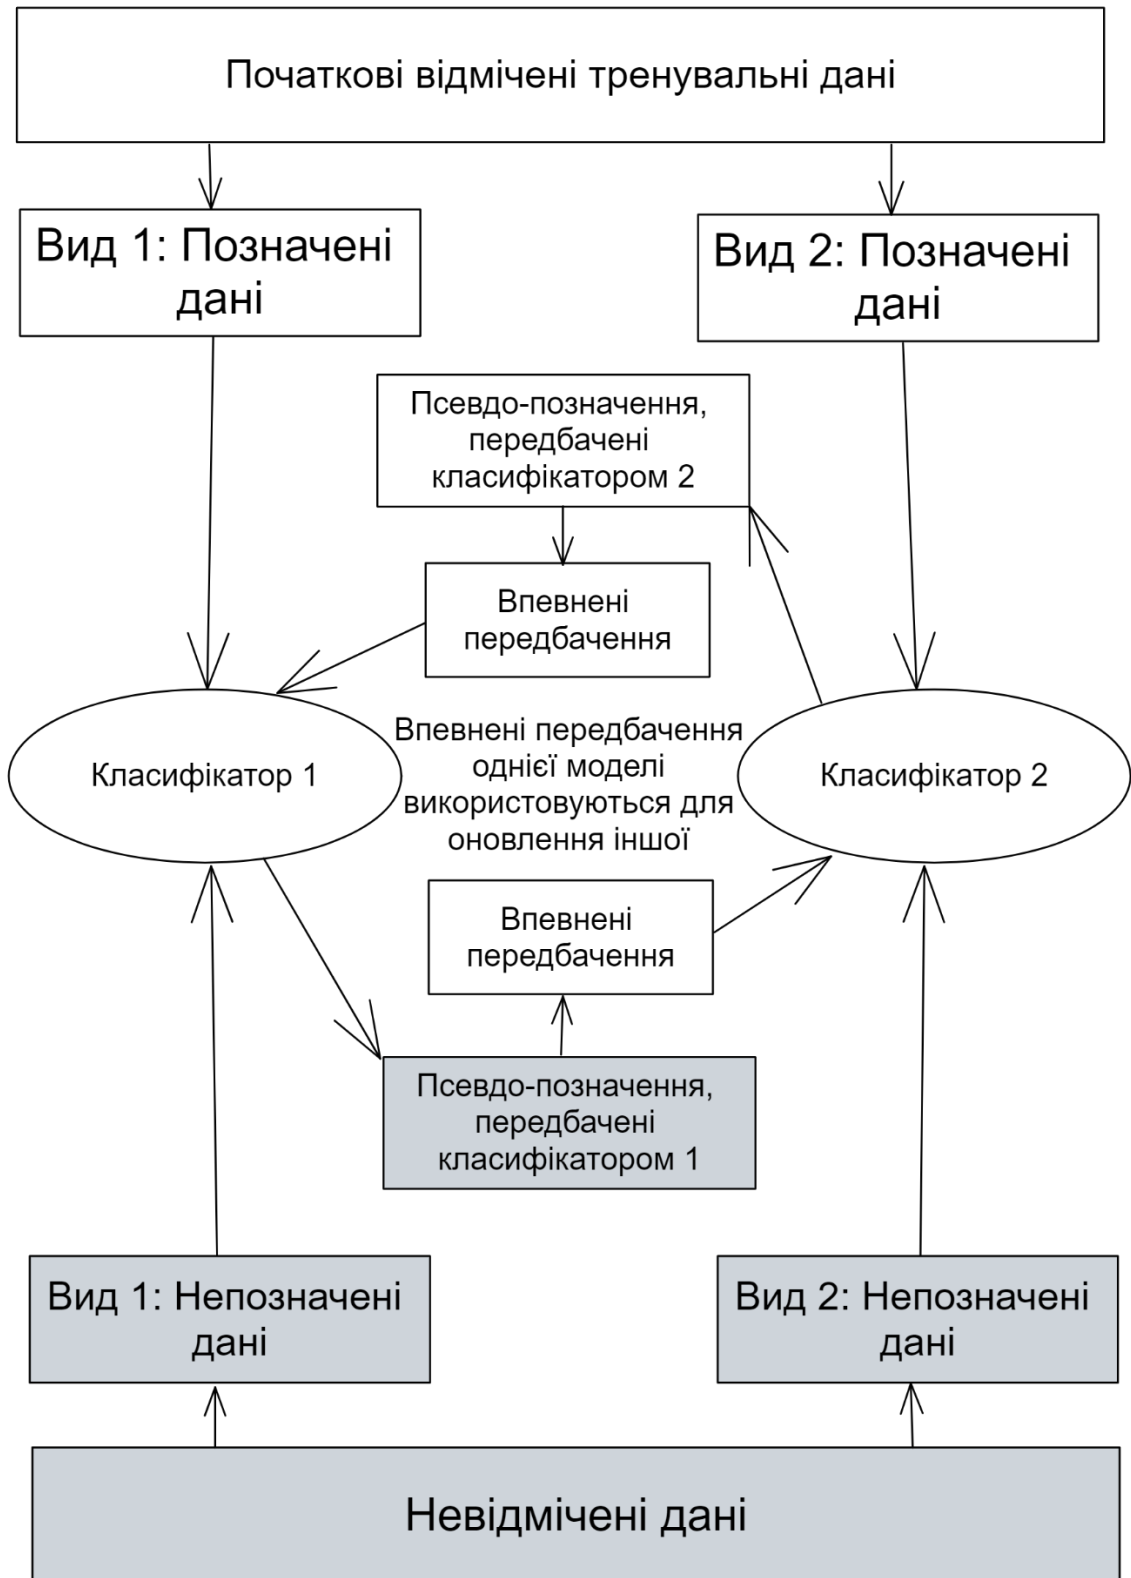 Початкові відмічені тренувальні дані
Вид 1: Позначені
дані
Вид 2: Позначені
дані
Псевдо-позначення,
передбачені
класифікатором 2
Впевнені
передбачення
Класифікатор 1
Впевнені передбачення
однієї моделі
використовуються для
оновлення іншої
Класифікатор 2
Впевнені
передбачення
Псевдо-позначення,
передбачені
класифікатором 1
Вид 1: Непозначені
дані
Вид 2: Непозначені
дані
Невідмічені дані